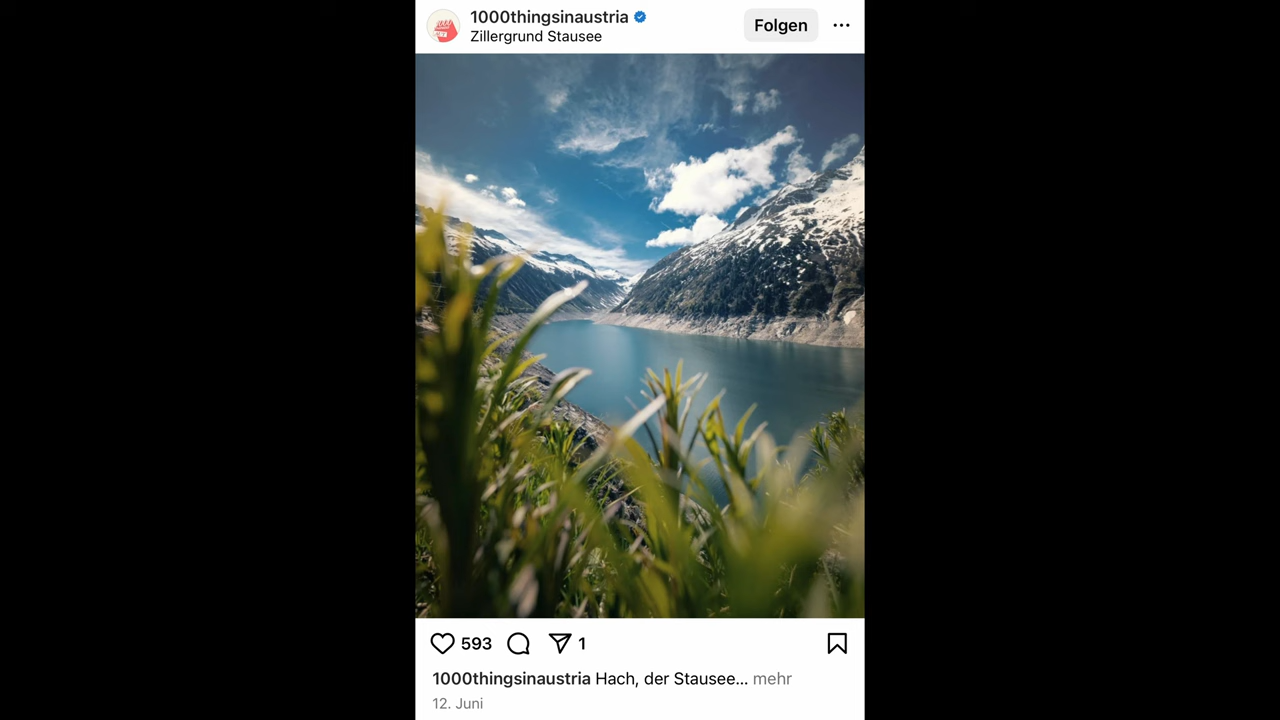 1000thingsinaustria
Folgen
Zillergrund Stausee
593
1
1000thingsinaustria Hach, der Stausee... mehr
12. Juni